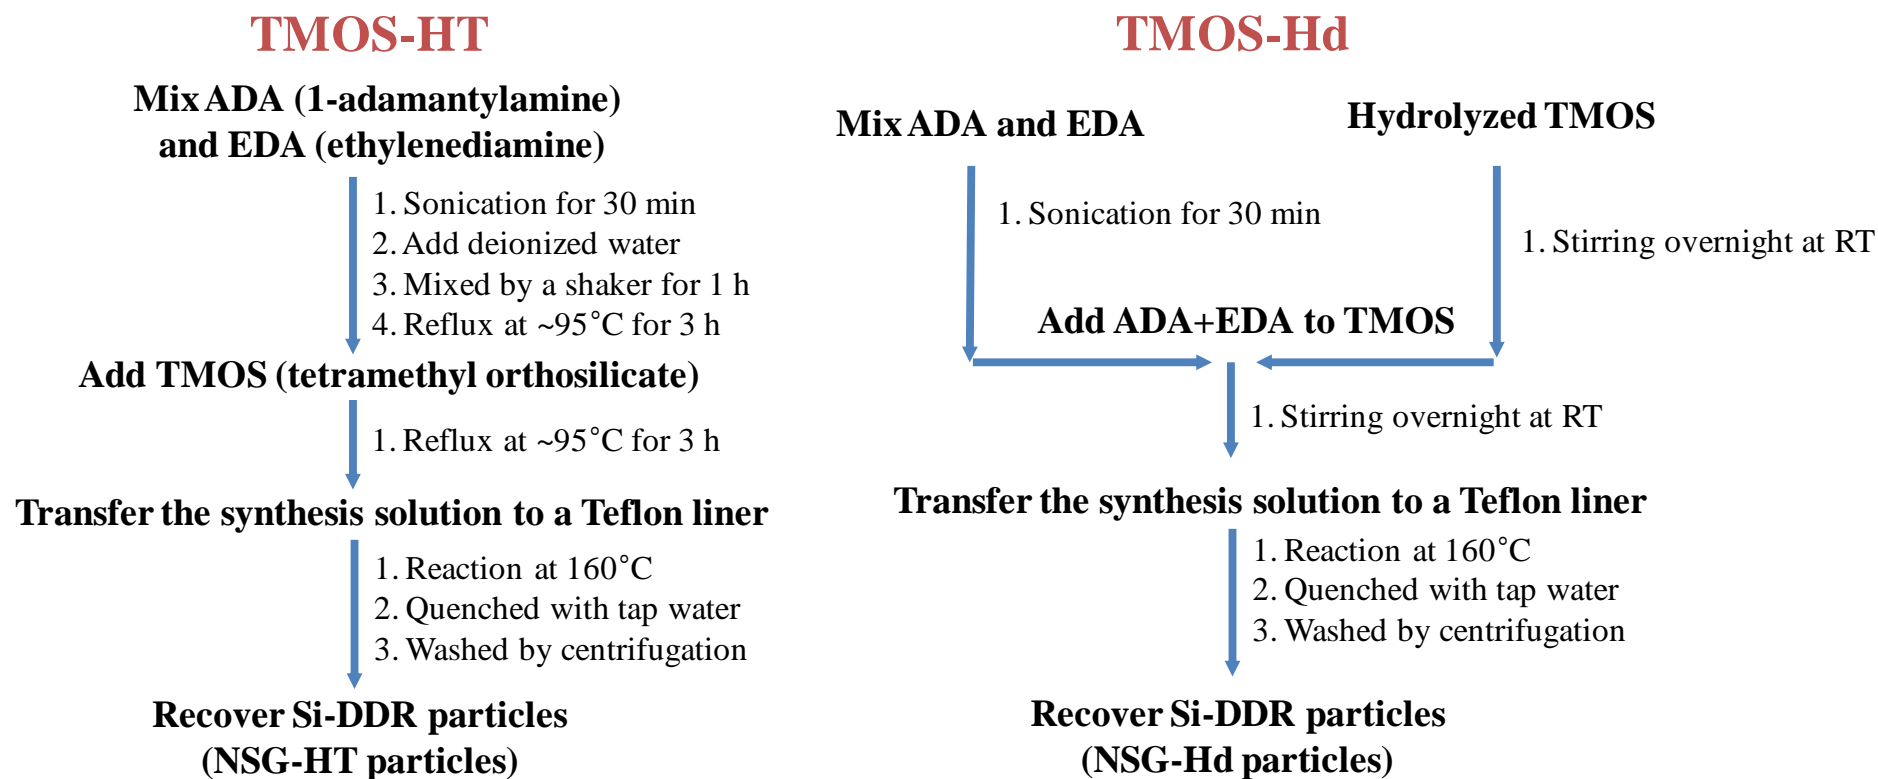 TMOS-HT
Mix ADA (1-adamantylamine)
and EDA (ethylenediamine)
1. Sonication for 30 min
2. Add deionized water
3. Mixed by a shaker for 1 h
4. Reflux at ~95°C for 3 h
Add TMOS (tetramethyl orthosilicate)
1. Reflux at ~95°C for 3 h
Transfer the synthesis solution to a Teflon liner
1. Reaction at 160°C
2. Quenched with tap water
3. Washed by centrifugation
Recover Si-DDR particles
(NSG-HT particles)
TMOS-Hd
Mix ADA and EDA
Hydrolyzed TMOS
1. Sonication for 30 min
1. Stirring overnight at RT
Add ADA+EDA to TMOS
1. Stirring overnight at RT
Transfer the synthesis solution to a Teflon liner
1. Reaction at 160°C
2. Quenched with tap water
3. Washed by centrifugation
Recover Si-DDR particles
(NSG-Hd particles)